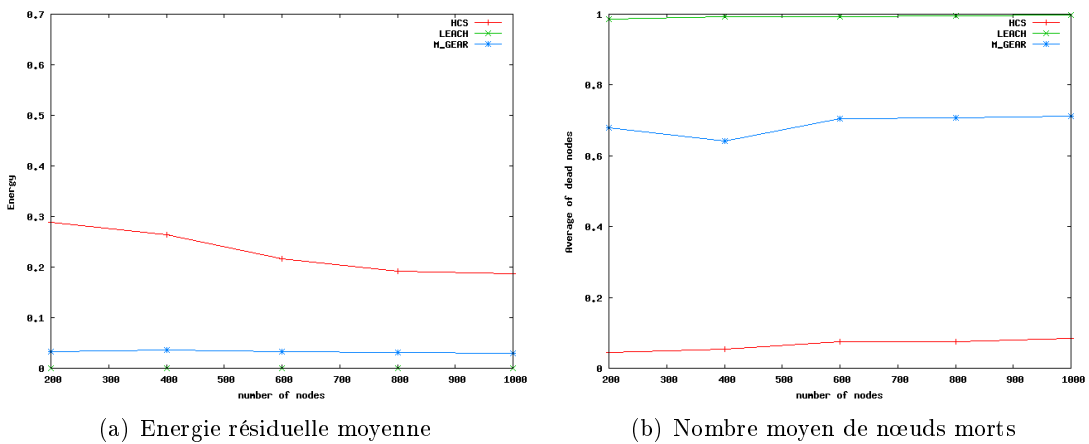 0.7
0.6
0.5
0.4
0.3
0.2
0.1
0
Energy
HCS
LEACH
M_GEAR
200 300 400 500 600 700 800 900 1000
number of nodes
(a) Energie résiduelle moyenne
1
0.8
0.6
0.4
0.2
0
Average of dead nodes
HCS
LEACH
M_GEAR
200 300 400 500 600 700 800 900 1000
number of nodes
(b) Nombre moyen de nœuds morts